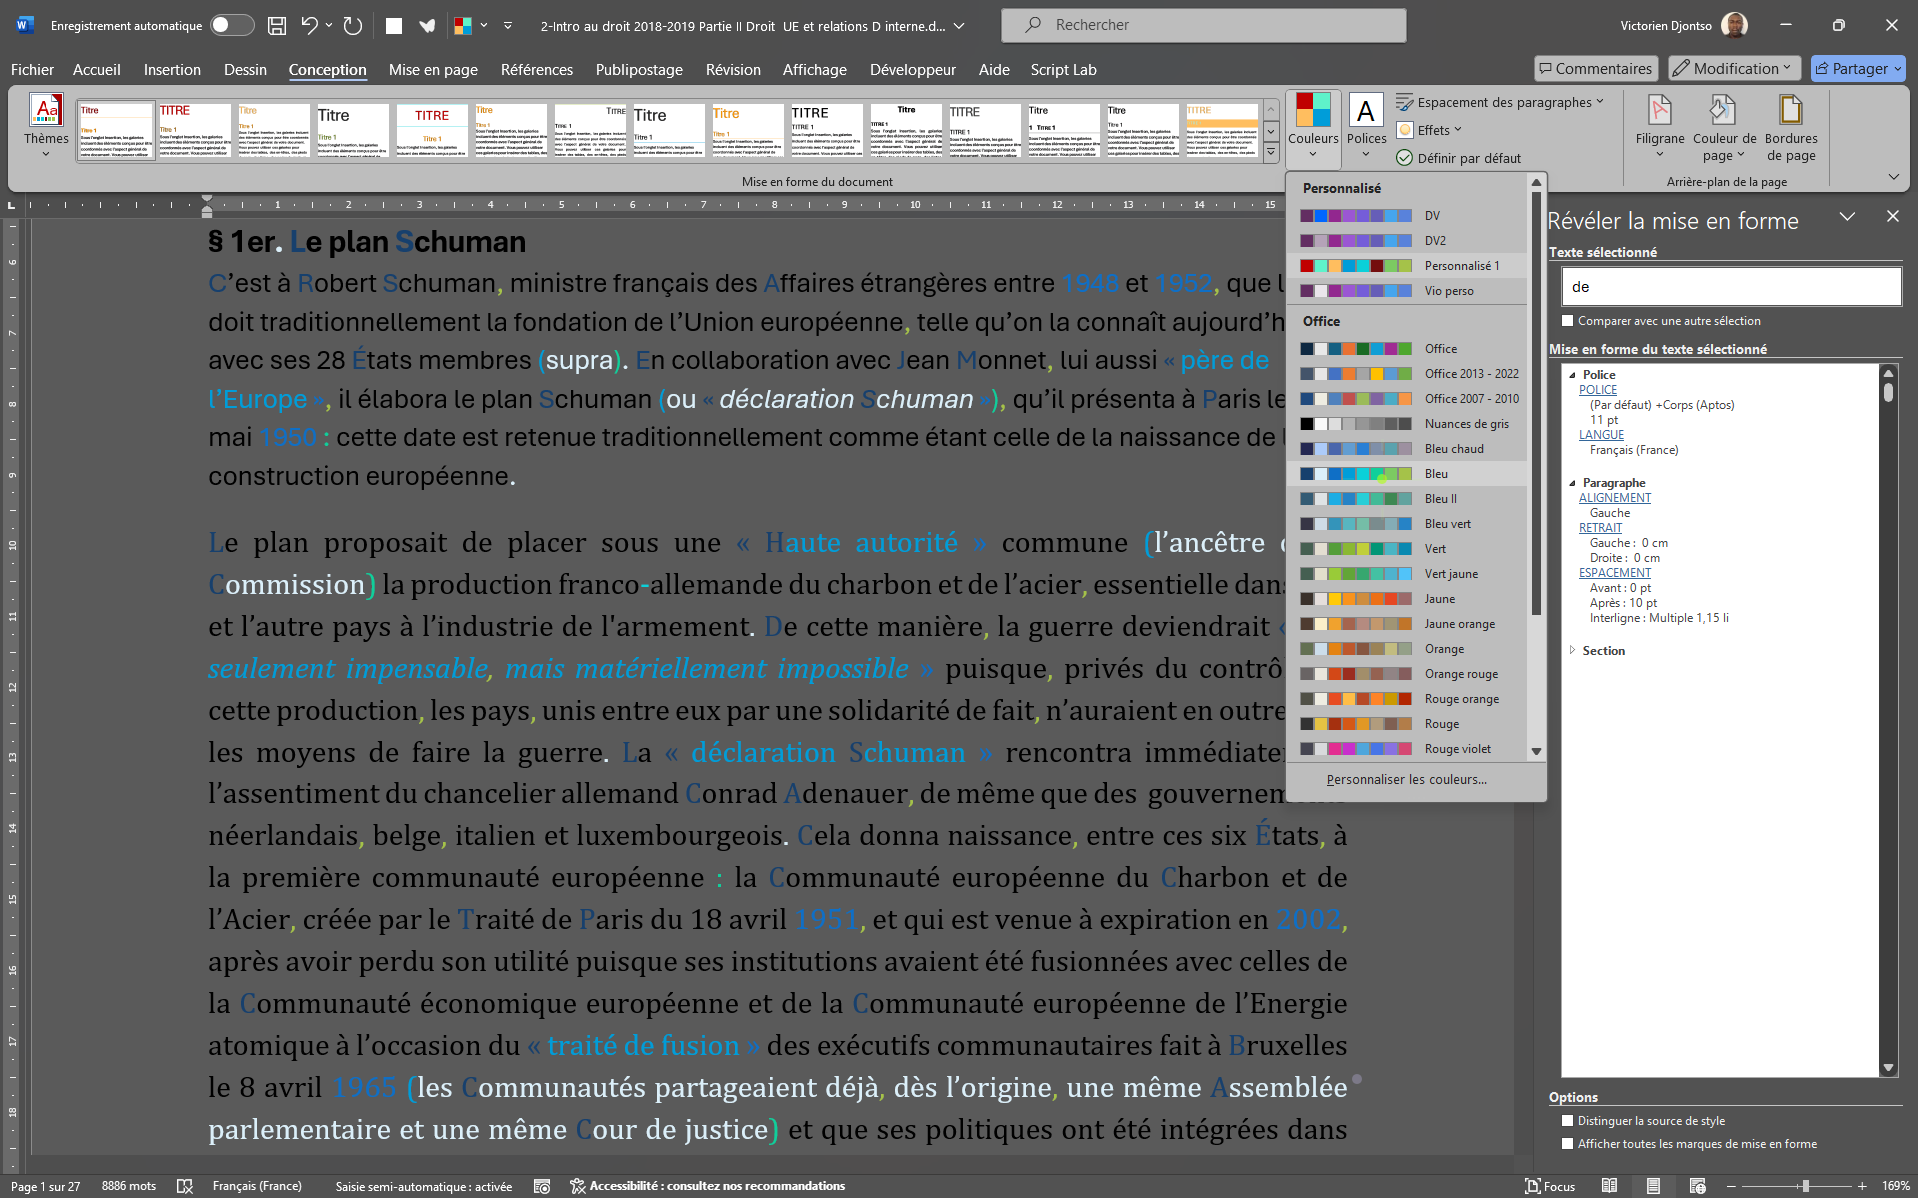 Enregistrement automatique
2-Intro au droit 2018-2019 Partie II Droit UE et relations D interne.d...
Rechercher
Victorien Djontso
Fichier Accueil Insertion Dessin Conception Mise en page Références Publipostage Révision Affichage Développeur Aide Script Lab
Commentaires Modification Partager
Thèmes
Couleurs
Polices
Espacement des paragraphes
Effets
Définir par défaut
Filigrane
Couleur de page
Bordures de page
Mise en forme du document
Arrière-plan de la page
1 2 3 4 5 6 7 8 9 10 11 12 13 14 15
§ 1er. Le plan Schuman
C’est à Robert Schuman, ministre français des Affaires étrangères entre 1948 et 1952, que l
doit traditionnellement la fondation de l’Union européenne, telle qu’on la connaît aujourd’h
avec ses 28 États membres (supra). En collaboration avec Jean Monnet, lui aussi « père de
l’Europe », il élabora le plan Schuman (ou « déclaration Schuman »), qu’il présenta à Paris le
mai 1950 : cette date est retenue traditionnellement comme étant celle de la naissance de l
construction européenne.
Le plan proposait de placer sous une « Haute autorité » commune (l’ancêtre
Commission) la production franco-allemande du charbon et de l’acier, essentielle dans
et l’autre pays à l’industrie de l'armement. De cette manière, la guerre deviendrait «
seulement impensable, mais matériellement impossible » puisque, privés du contrô
cette production, les pays, unis entre eux par une solidarité de fait, n’auraient en outre
les moyens de faire la guerre. La « déclaration Schuman » rencontra immédiate
l’assentiment du chancelier allemand Conrad Adenauer, de même que des gouvernem
néerlandais, belge, italien et luxembourgeois. Cela donna naissance, entre ces six États, à
la première communauté européenne : la Communauté européenne du Charbon et de
l’Acier, créée par le Traité de Paris du 18 avril 1951, et qui est venue à expiration en 2002,
après avoir perdu son utilité puisque ses institutions avaient été fusionnées avec celles de
la Communauté économique européenne et de la Communauté européenne de l’Energie
atomique à l’occasion du « traité de fusion » des exécutifs communautaires fait à Bruxelles
le 8 avril 1965 (les Communautés partageaient déjà, dès l’origine, une même Assemblée
parlementaire et une même Cour de justice) et que ses politiques ont été intégrées dans
Personnalisé
DV
DV2
Personnalisé 1
Vio perso
Office
Office
Office 2013 - 2022
Office 2007 - 2010
Nuances de gris
Bleu chaud
Bleu
Bleu II
Bleu vert
Vert
Vert jaune
Jaune
Jaune orange
Orange
Orange rouge
Rouge orange
Rouge
Rouge violet
Personnaliser les couleurs...
Révéler la mise en forme
Texte sélectionné
de
Comparer avec une autre sélection
Mise en forme du texte sélectionné
Police
POLICE
(Par défaut) +Corps (Aptos)
11 pt
LANGUE
Français (France)
Paragraphe
ALIGNEMENT
Gauche
RETRAIT
Gauche : 0 cm
Droite : 0 cm
ESPACEMENT
Avant : 0 pt
Après : 10 pt
Interligne : Multiple 1,15 li
Section
Options
Distinguer la source de style
Afficher toutes les marques de mise en forme
Page 1 sur 27 8886 mots Français (France) Saisie semi-automatique : activée Accessibilité : consultez nos recommandations Focus 169%